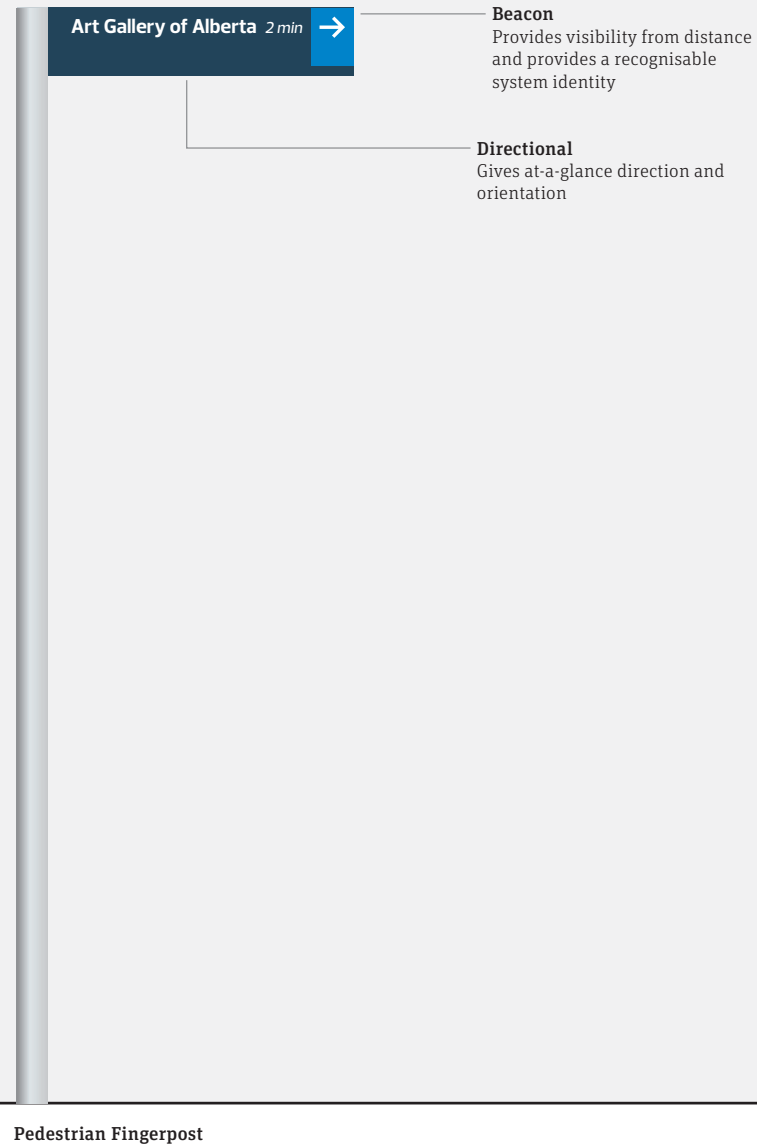 Art Gallery of Alberta 2 min →
Beacon
Provides visibility from distance
and provides a recognisable
system identity
Directional
Gives at-a-glance direction and
orientation
Pedestrian Fingerpost